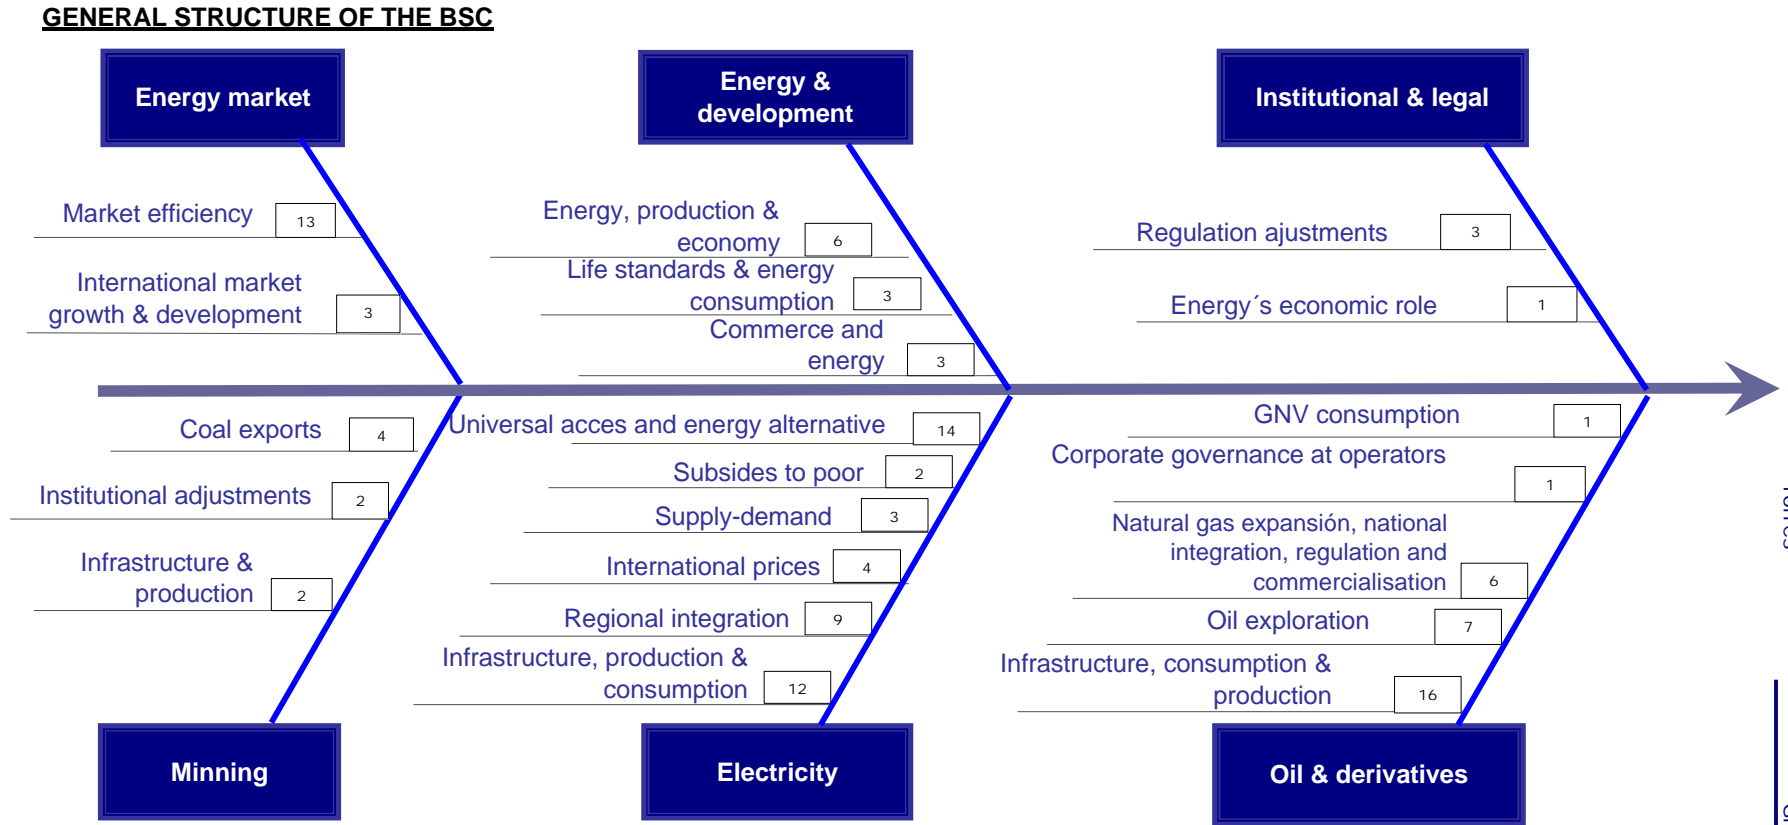 GENERAL STRUCTURE OF THE BSC
Energy market
Energy &
development
Institutional & legal
Market efficiency 13
International market
growth & development 3
Energy, production &
economy 6
Life standards & energy
consumption 3
Commerce and
energy 3
Regulation ajustments 3
Energy´s economic role 1
Coal exports 4
Institutional adjustments 2
Infrastructure &
production 2
Universal acces and energy alternative 14
Subsides to poor 2
Supply-demand 3
International prices 4
Regional integration 9
Infrastructure, production &
consumption 12
GNV consumption 1
Corporate governance at operators
1
Natural gas expansión, national
integration, regulation and
commercialisation 6
Oil exploration 7
Infrastructure, consumption &
production 16
Minning
Electricity
Oil & derivatives